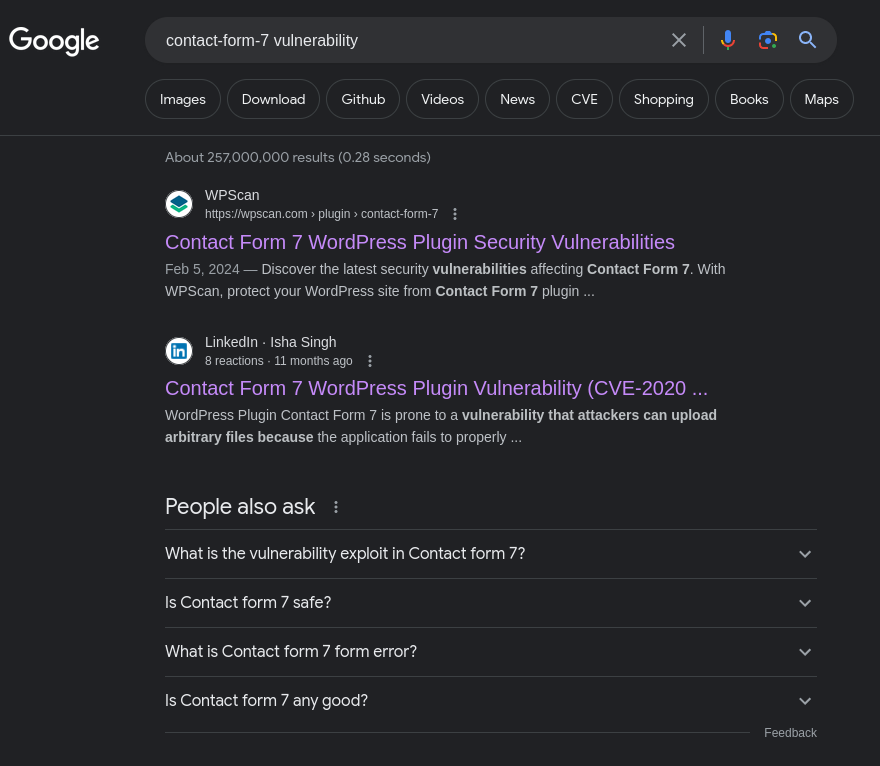 Google
contact-form-7 vulnerability
Images
Download
Github
Videos
News
CVE
Shopping
Books
Maps
About 257,000,000 results (0.28 seconds)
WPScan
https://wpscan.com › plugin › contact-form-7
Contact Form 7 WordPress Plugin Security Vulnerabilities
Feb 5, 2024 — Discover the latest security vulnerabilities affecting Contact Form 7. With
WPScan, protect your WordPress site from Contact Form 7 plugin ...
in
LinkedIn · Isha Singh
8 reactions · 11 months ago
Contact Form 7 WordPress Plugin Vulnerability (CVE-2020 ...
WordPress Plugin Contact Form 7 is prone to a vulnerability that attackers can upload
arbitrary files because the application fails to properly ...
People also ask
What is the vulnerability exploit in Contact form 7?
Is Contact form 7 safe?
What is Contact form 7 form error?
Is Contact form 7 any good?
Feedback